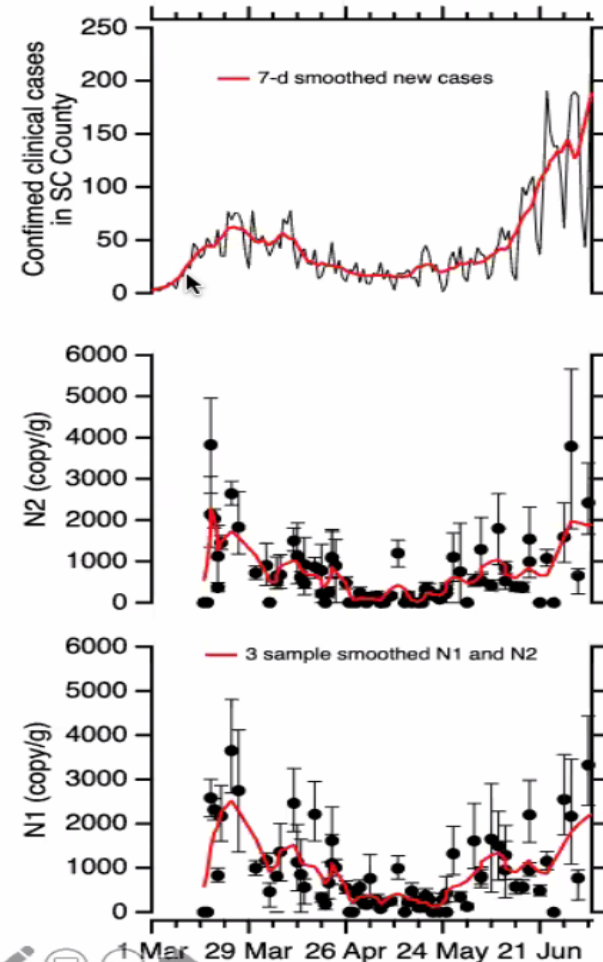 250
200
150
100
50
0
Confimed clinical cases
in SC County
7-d smoothed new cases
6000
5000
4000
3000
2000
1000
0
N2 (copy/g)
6000
5000
4000
3000
2000
1000
0
N1 (copy/g)
3 sample smoothed N1 and N2
1 Mar 29 Mar 26 Apr 24 May 21 Jun